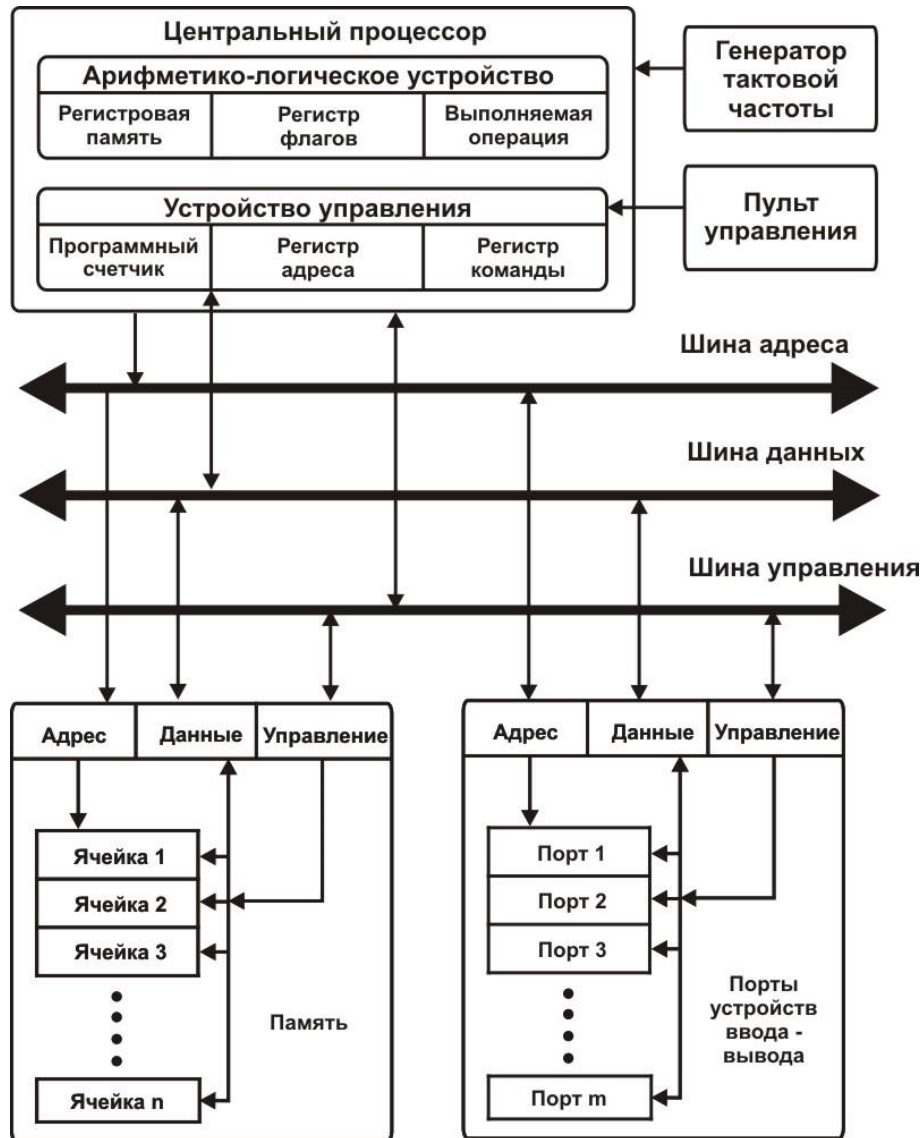 Центральный процессор
Арифметико-логическое устройство
Регистровая
память
Регистр
флагов
Выполняемая
операция
Устройство управления
Программный
счетчик
Регистр
адреса
Регистр
команды
Генератор
тактовой
частоты
Пульт
управления
Шина адреса
Шина данных
Шина управления
Адрес
Данные
Управление
Ячейка 1
Ячейка 2
Ячейка 3
Ячейка n
Память
Адрес
Данные
Управление
Порт 1
Порт 2
Порт 3
Порт m
Порты
устройств
ввода -
вывода